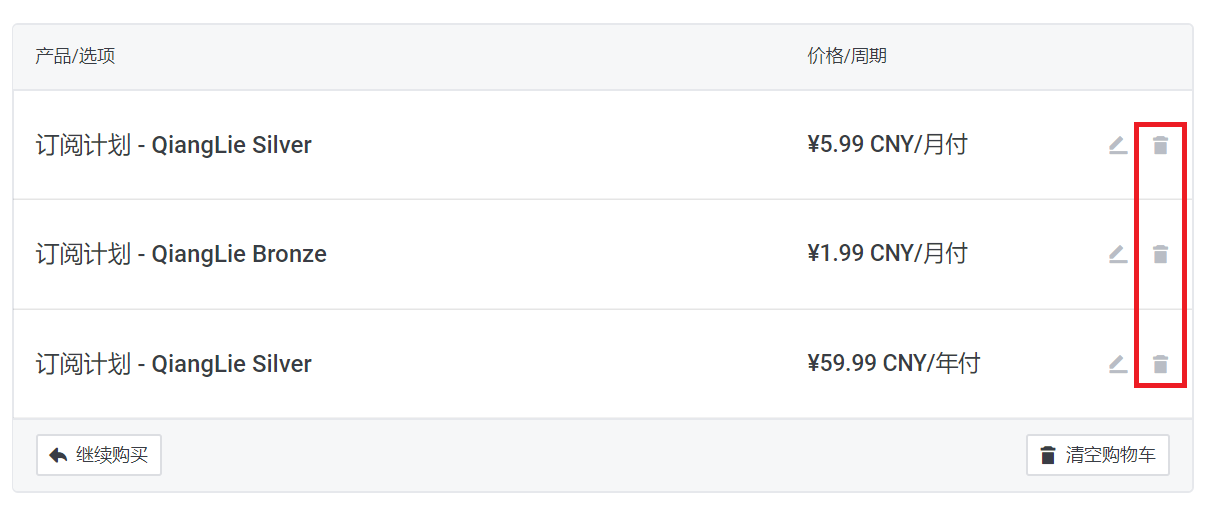 产品/选项 价格/周期
订阅计划 - QiangLie Silver ¥5.99 CNY/月付
订阅计划 - QiangLie Bronze ¥1.99 CNY/月付
订阅计划 - QiangLie Silver ¥59.99 CNY/年付
继续购买 清空购物车